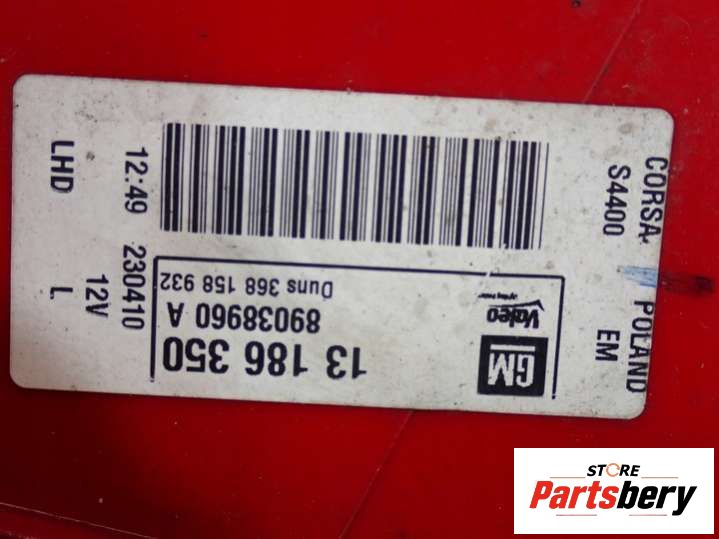 CORSA POLAND
S4400 EM
GM
Valeo
13 186 350
89038960 A
Duns 368 158 932
12:49 230410
12V
LHD L
STORE
Partsbery